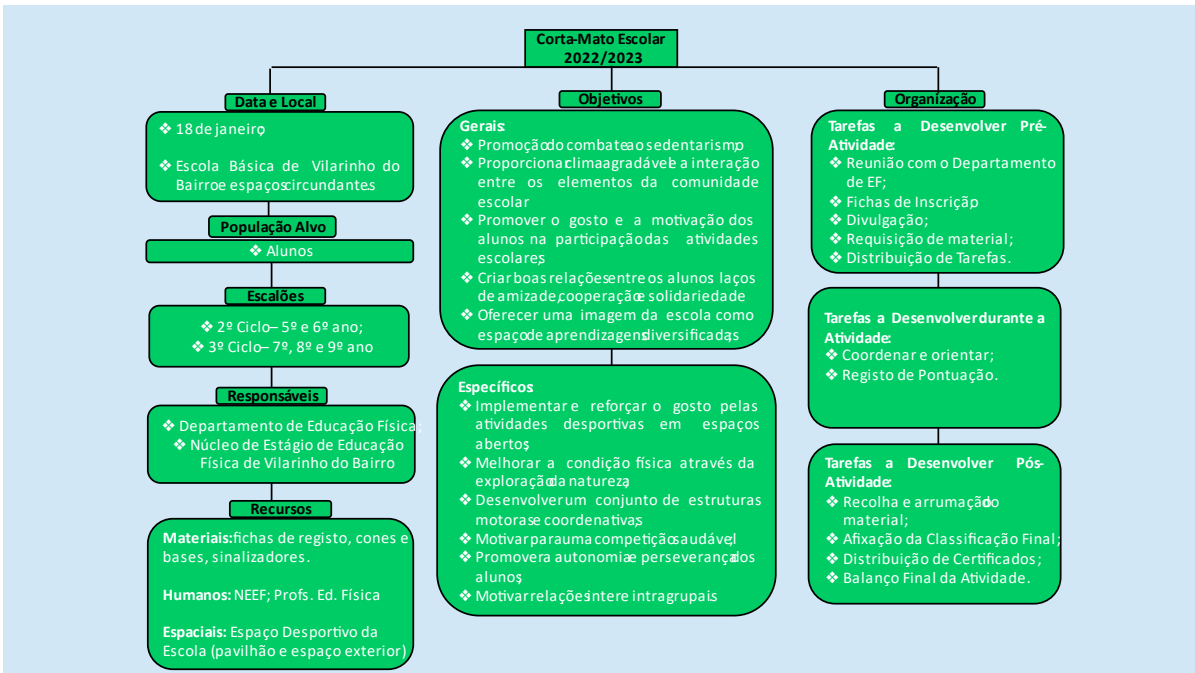 Corta-Mato Escolar
2022/2023
Data e Local
❖ 18 de janeiro;
❖ Escola Básica de Vilarinho do
Bairro e espaços circundantes.
População Alvo
❖ Alunos
Escalões
❖ 2º Ciclo – 5º e 6º ano;
❖ 3º Ciclo – 7º, 8º e 9º ano
Responsáveis
❖ Departamento de Educação Física;
❖ Núcleo de Estágio de Educação
Física de Vilarinho do Bairro
Recursos
Materiais: fichas de registo, cones e
bases, sinalizadores.
Humanos: NEEF; Profs. Ed. Física
Espaciais: Espaço Desportivo da
Escola (pavilhão e espaço exterior)
Objetivos
Gerais:
❖ Promoção do combate ao sedentarismo;
❖ Proporcionar clima agradável e a interação
entre os elementos da comunidade
escolar
❖ Promover o gosto e a motivação dos
alunos na participação das atividades
escolares;
❖ Criar boas relações entre os alunos laços
de amizade, cooperação e solidariedade
❖ Oferecer uma imagem da escola como
espaço de aprendizagens diversificadas;
Específicos:
❖ Implementar e reforçar o gosto pelas
atividades desportivas em espaços
abertos;
❖ Melhorar a condição física através da
exploração da natureza;
❖ Desenvolver um conjunto de estruturas
motoras e coordenativas;
❖ Motivar para uma competição saudável;
❖ Promover a autonomia e perseverança dos
alunos;
❖ Motivar relações inter e intragrupais.
Organização
Tarefas a Desenvolver Pré-
Atividade:
❖ Reunião com o Departamento
de EF;
❖ Fichas de Inscrição;
❖ Divulgação;
❖ Requisição de material;
❖ Distribuição de Tarefas.
Tarefas a Desenvolver durante a
Atividade:
❖ Coordenar e orientar;
❖ Registo de Pontuação.
Tarefas a Desenvolver Pós-
Atividade:
❖ Recolha e arrumação do
material;
❖ Afixação da Classificação Final;
❖ Distribuição de Certificados;
❖ Balanço Final da Atividade.